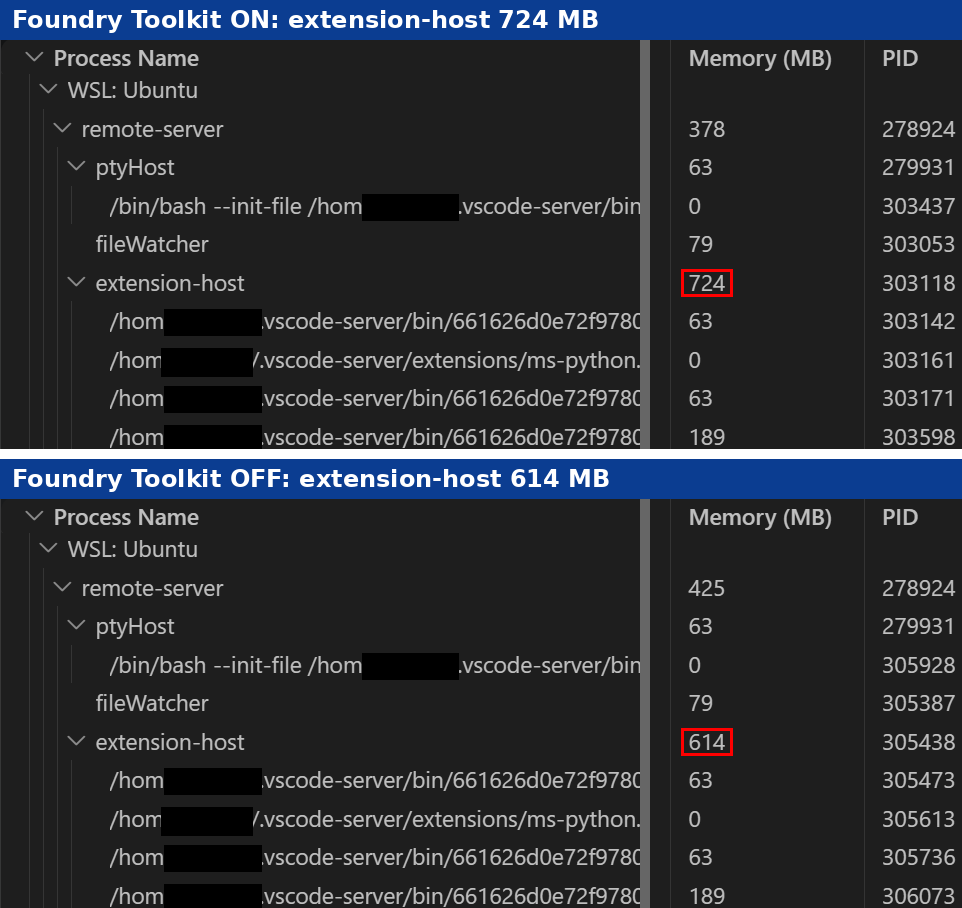 Foundry Toolkit ON: extension-host 724 MB
Process Name Memory (MB) PID
WSL: Ubuntu
remote-server 378 278924
ptyHost 63 279931
/bin/bash --init-file /hom .vscode-server/bin 0 303437
fileWatcher 79 303053
extension-host 724 303118
/hom .vscode-server/bin/661626d0e72f9780 63 303142
/hom /.vscode-server/extensions/ms-python. 0 303161
/hom .vscode-server/bin/661626d0e72f9780 63 303171
/hom .vscode-server/bin/661626d0e72f9780 189 303598
Foundry Toolkit OFF: extension-host 614 MB
Process Name Memory (MB) PID
WSL: Ubuntu
remote-server 425 278924
ptyHost 63 279931
/bin/bash --init-file /hom .vscode-server/bin 0 305928
fileWatcher 79 305387
extension-host 614 305438
/hom .vscode-server/bin/661626d0e72f9780 63 305473
/hom /.vscode-server/extensions/ms-python. 0 305613
/hom .vscode-server/bin/661626d0e72f9780 63 305736
/hom .vscode-server/bin/661626d0e72f9780 189 306073